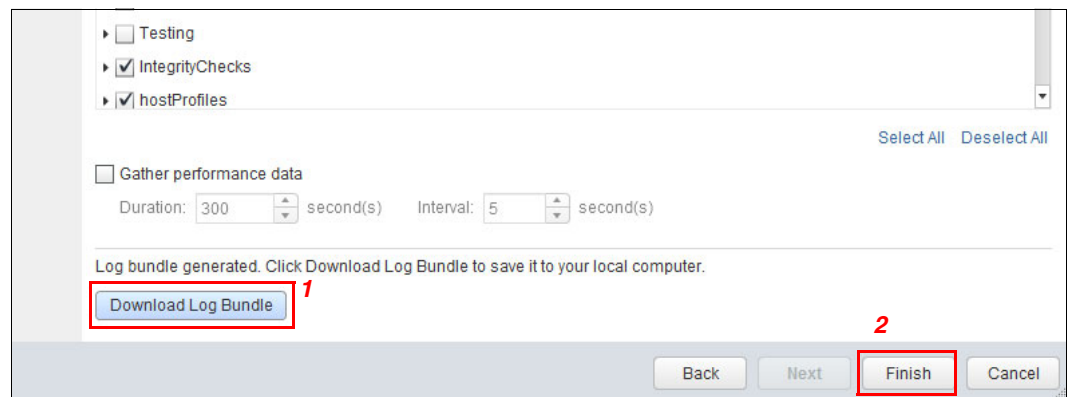 Testing
IntegrityChecks
hostProfiles
Select All Deselect All
Gather performance data
Duration: 300 second(s) Interval: 5 second(s)
Log bundle generated. Click Download Log Bundle to save it to your local computer.
Download Log Bundle 1
2
Back Next Finish Cancel